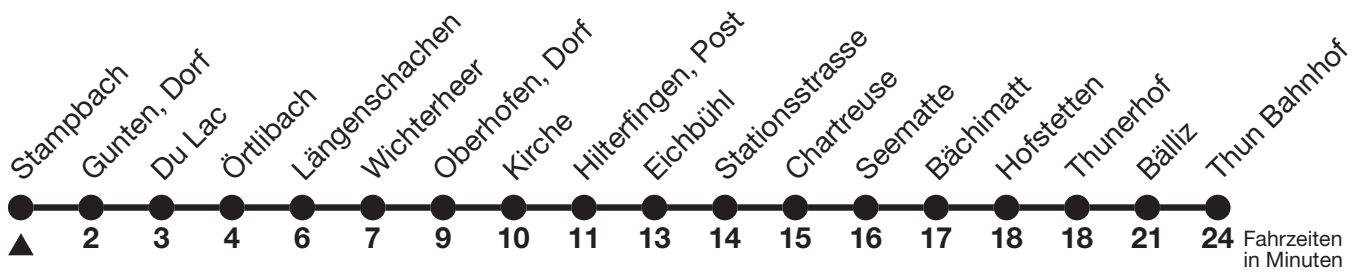 Stampbach
Gunten, Dorf
Du Lac
Örtlibach
Längenschachen
Wichterheer
Oberhofen, Dorf
Kirche
Hilterfingen, Post
Eichbühl
Stationsstrasse
Chartreuse
Seematte
Bächimatt
Hofstetten
Thunerhof
Bälliz
Thun Bahnhof
2 3 4 6 7 9 10 11 13 14 15 16 17 18 18 21 24 Fahrzeiten
in Minuten